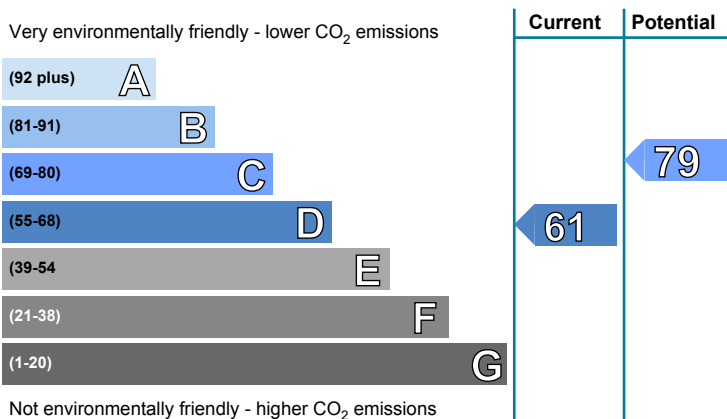 Current Potential
Very environmentally friendly - lower CO2 emissions
(92 plus) A
(81-91) B
(69-80) C
79
(55-68) D
61
(39-54 E
(21-38) F
(1-20) G
Not environmentally friendly - higher CO2 emissions